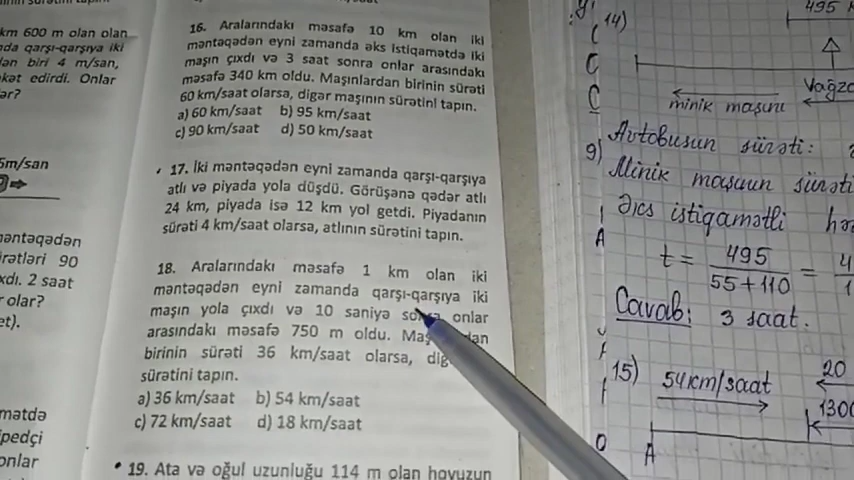 km 600 m olan olan
nda qarşı-qarşıya iki
dən biri 4 m/san,
kət edirdi. Onlar
ər?
5m/san
məntəqədən
rətləri 90
xdı. 2 saat
r olar?
et).
mətdə
ipedçi
onlar
16. Aralarındakı məsafə 10 km olan iki
məntəqədən eyni zamanda əks istiqamətdə iki
maşın çıxdı və 3 saat sonra onlar arasındakı
məsafə 340 km oldu. Maşınlardan birinin sürəti
60 km/saat olarsa, digər maşının sürətini tapın.
a) 60 km/saat b) 95 km/saat
c) 90 km/saat d) 50 km/saat
17. İki məntəqədən eyni zamanda qarşı-qarşıya
atlı və piyada yola düşdü. Görüşənə qədər atlı
24 km, piyada isə 12 km yol getdi. Piyadanın
sürəti 4 km/saat olarsa, atlının sürətini tapın.
18. Aralarındakı məsafə 1 km olan iki
məntəqədən eyni zamanda qarşı-qarşıya iki
maşın yola çıxdı və 10 saniyə sonra onlar
arasındakı məsafə 750 m oldu.
birinin sürəti 36 km/saat olarsa,
sürətini tapın.
a) 36 km/saat b) 54 km/saat
c) 72 km/saat d) 18 km/saat
• 19. Ata və oğul uzunluğu 114 m olan hovuzun
14)
495
Vağza
minik maşını
9)
Avtobusun sürəti:
Minik maşının sürəti
Əks istiqamətli
t = 495/(55+110) =
Cavab: 3 saat.
15) 54km/saat 20
1300
A